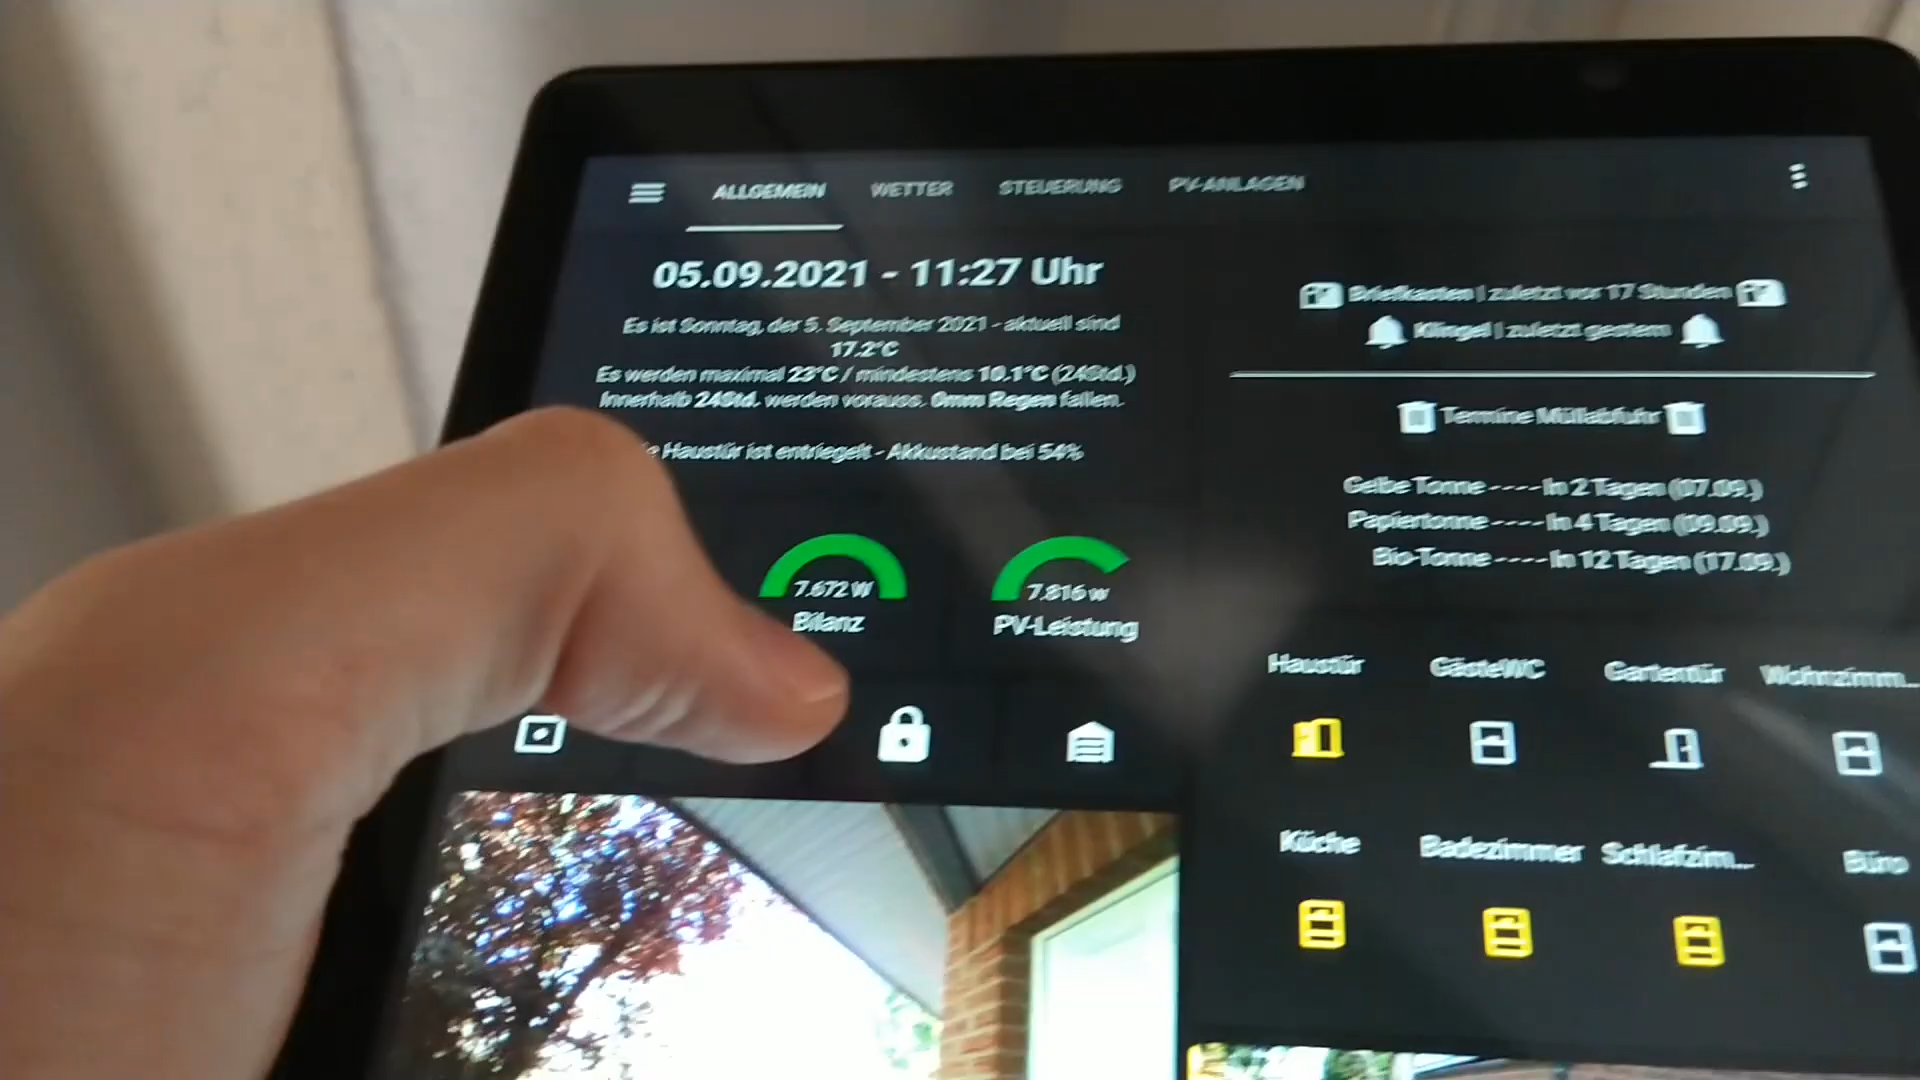 ALLGEMEIN WETTER STEUERUNG PV-ANLAGEN
05.09.2021 - 11:27 Uhr
Es ist Sonntag, der 5. September 2021 - aktuell sind
17.2°C
Es werden maximal 23°C / mindestens 10.1°C (24Std.)
Innerhalb 24Std. werden vorauss. 0mm Regen fallen.
Haustür ist entriegelt - Akkustand bei 54%
7.672 W
Bilanz
7.816 W
PV-Leistung
Briefkasten | zuletzt vor 17 Stunden
Klingel | zuletzt gestern
Termine Müllabfuhr
Gelbe Tonne ---- In 2 Tagen (07.09.)
Papiertonne ---- In 4 Tagen (09.09.)
Bio-Tonne ---- In 12 Tagen (17.09.)
Haustür GästeWC Gartentür Wohnzimm...
Küche Badezimmer Schlafzim... Büro